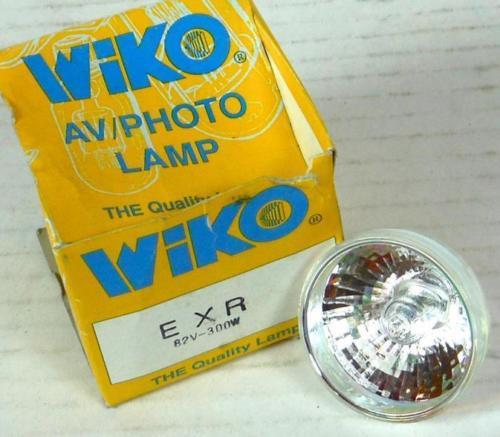 WIKO®
AV/PHOTO
LAMP
THE Quality
WIKO®
EXR
82V-300W
THE Quality Lamp